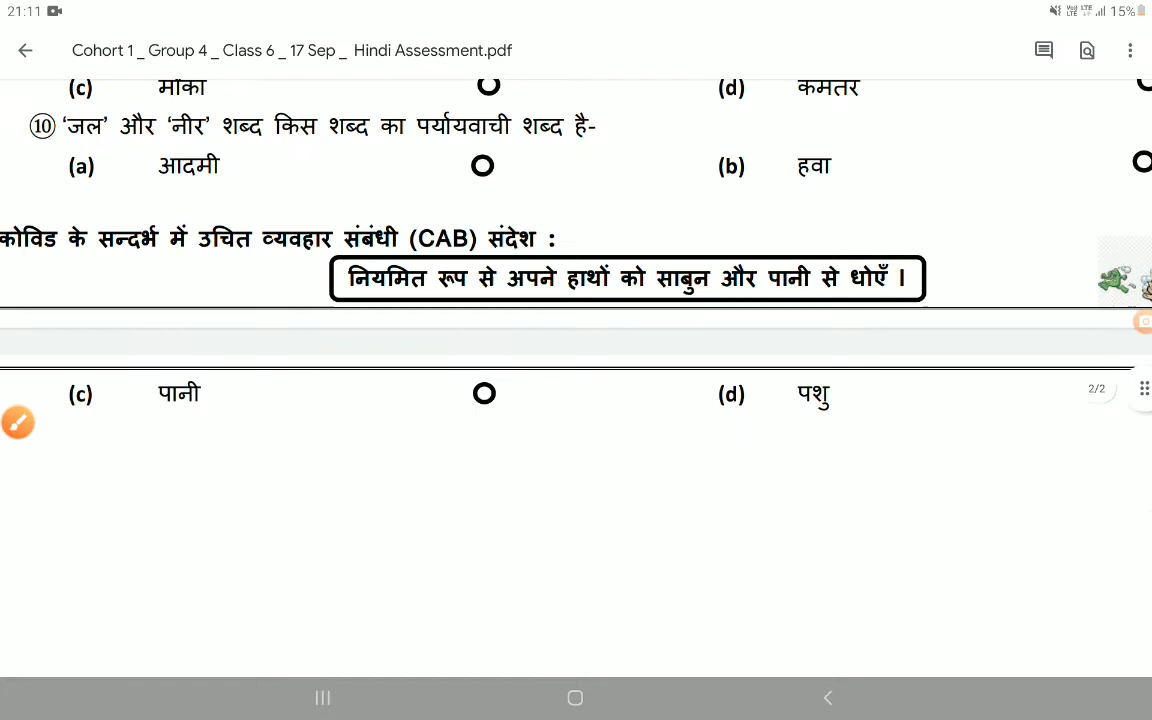 21:11 15%
Cohort 1 _ Group 4 _ Class 6 _ 17 Sep _ Hindi Assessment.pdf
(c) मौका (d) कमतर
⑩ ‘जल’ और ‘नीर’ शब्द किस शब्द का पर्यायवाची शब्द है-
(a) आदमी (b) हवा
कोविड के सन्दर्भ में उचित व्यवहार संबंधी (CAB) संदेश :
नियमित रूप से अपने हाथों को साबुन और पानी से धोएँ ।
(c) पानी (d) पशु
2/2